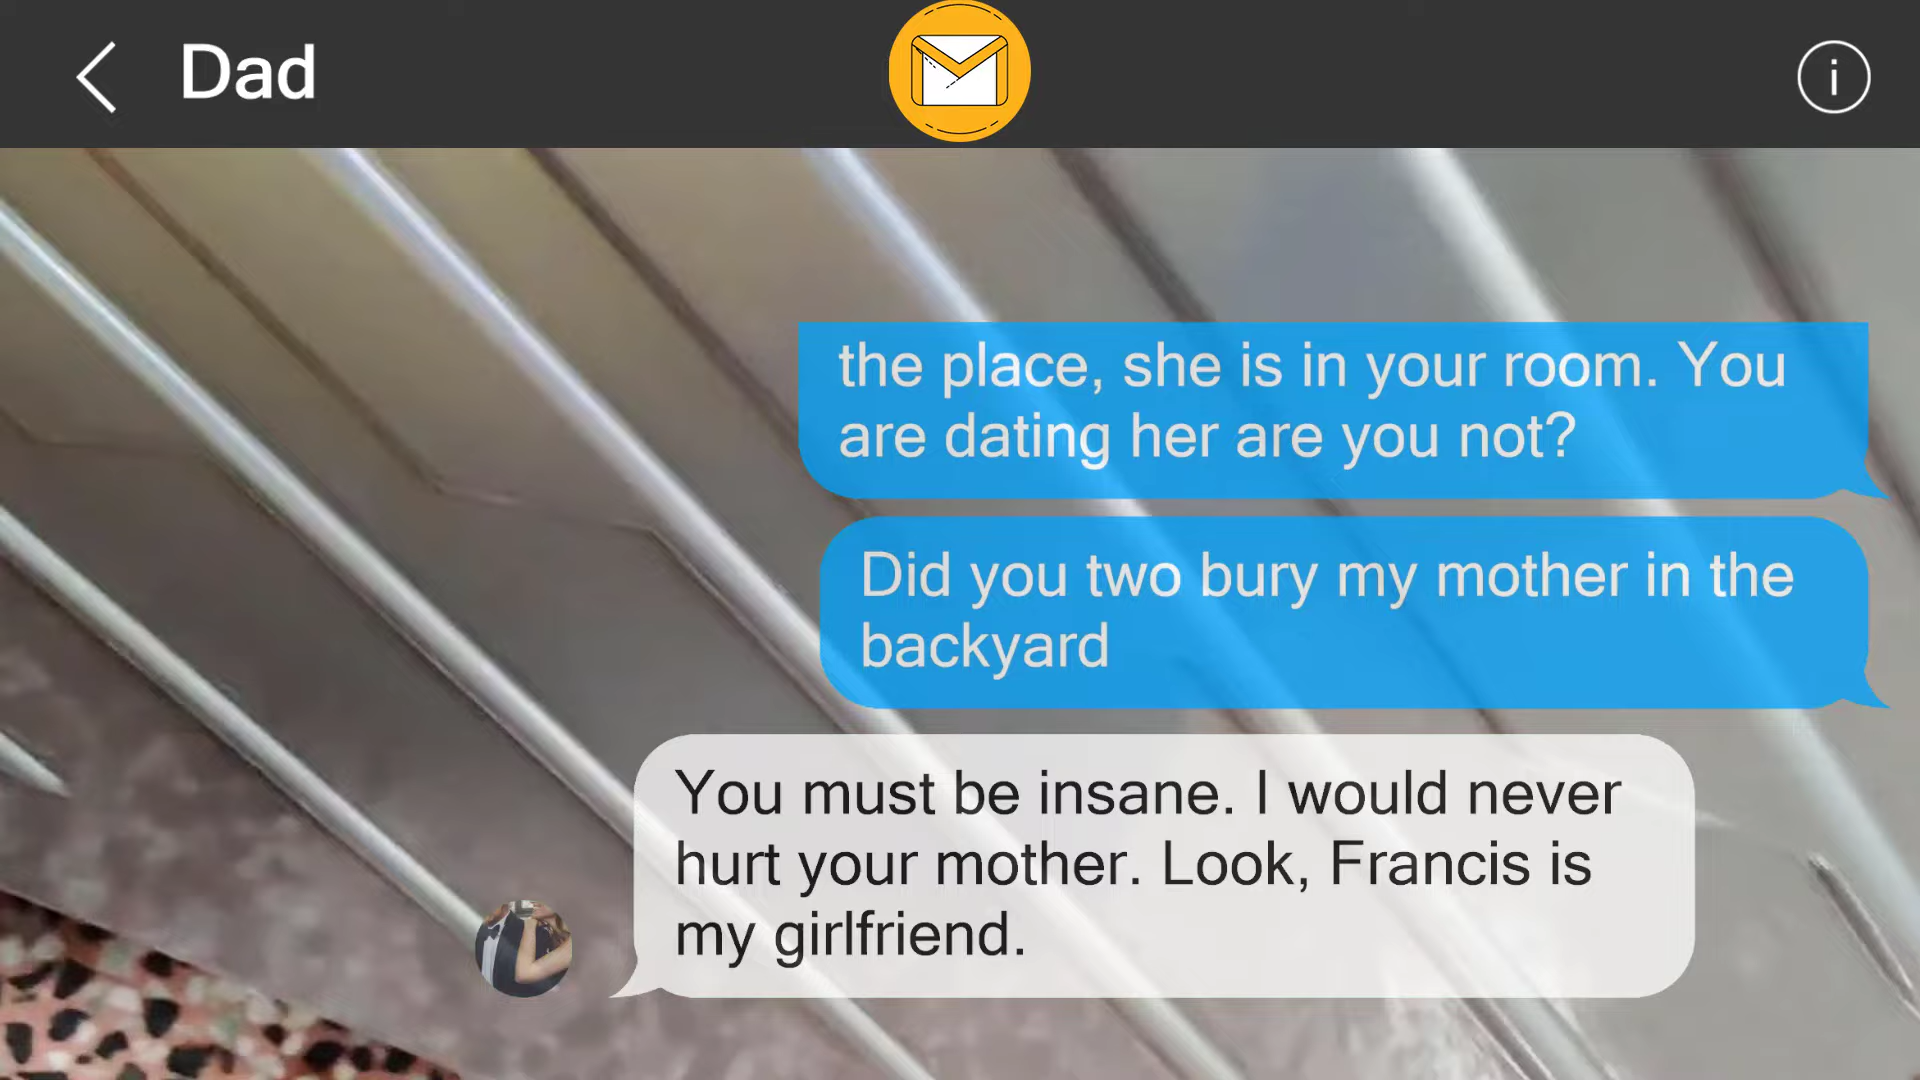 Dad
the place, she is in your room. You
are dating her are you not?
Did you two bury my mother in the
backyard
You must be insane. I would never
hurt your mother. Look, Francis is
my girlfriend.